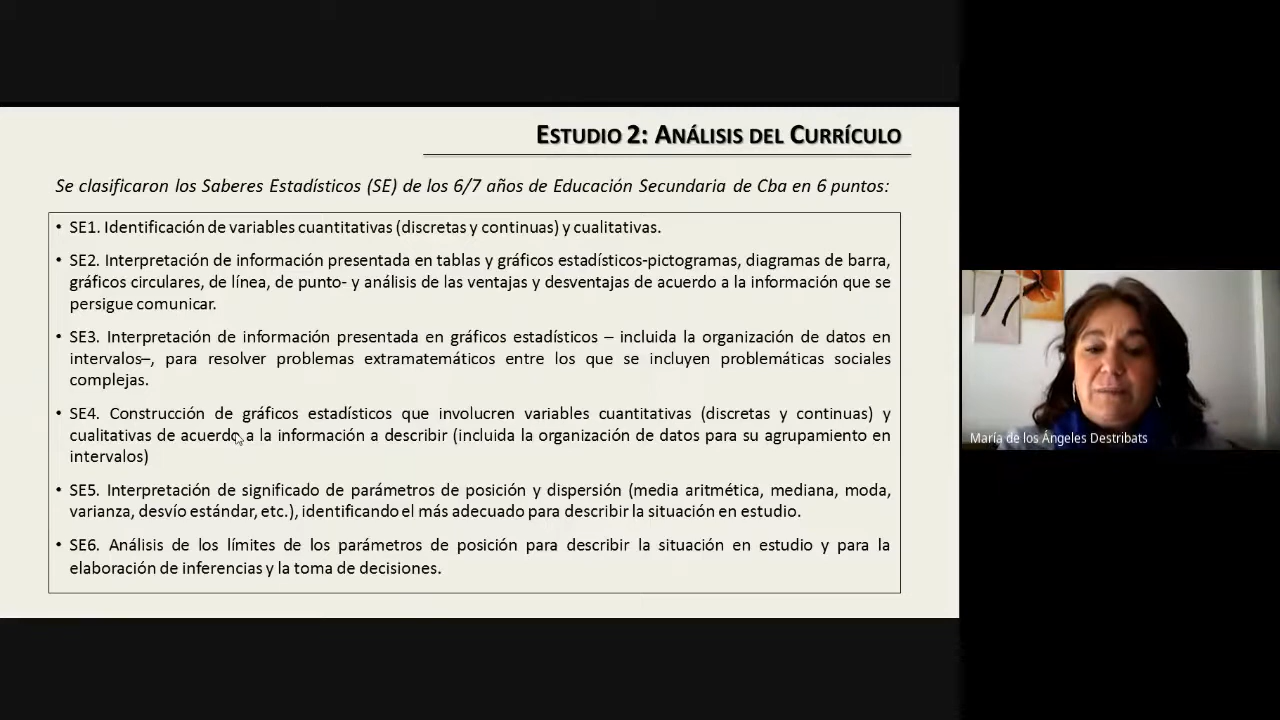 ESTUDIO 2: ANÁLISIS DEL CURRÍCULO
Se clasificaron los Saberes Estadísticos (SE) de los 6/7 años de Educación Secundaria de Cba en 6 puntos:
• SE1. Identificación de variables cuantitativas (discretas y continuas) y cualitativas.
• SE2. Interpretación de información presentada en tablas y gráficos estadísticos-pictogramas, diagramas de barra,
gráficos circulares, de línea, de punto- y análisis de las ventajas y desventajas de acuerdo a la información que se
persigue comunicar.
• SE3. Interpretación de información presentada en gráficos estadísticos – incluida la organización de datos en
intervalos–, para resolver problemas extramatemáticos entre los que se incluyen problemáticas sociales
complejas.
• SE4. Construcción de gráficos estadísticos que involucren variables cuantitativas (discretas y continuas) y
cualitativas de acuerdo a la información a describir (incluida la organización de datos para su agrupamiento en
intervalos)
• SE5. Interpretación de significado de parámetros de posición y dispersión (media aritmética, mediana, moda,
varianza, desvío estándar, etc.), identificando el más adecuado para describir la situación en estudio.
• SE6. Análisis de los límites de los parámetros de posición para describir la situación en estudio y para la
elaboración de inferencias y la toma de decisiones.
María de los Ángeles Destribats